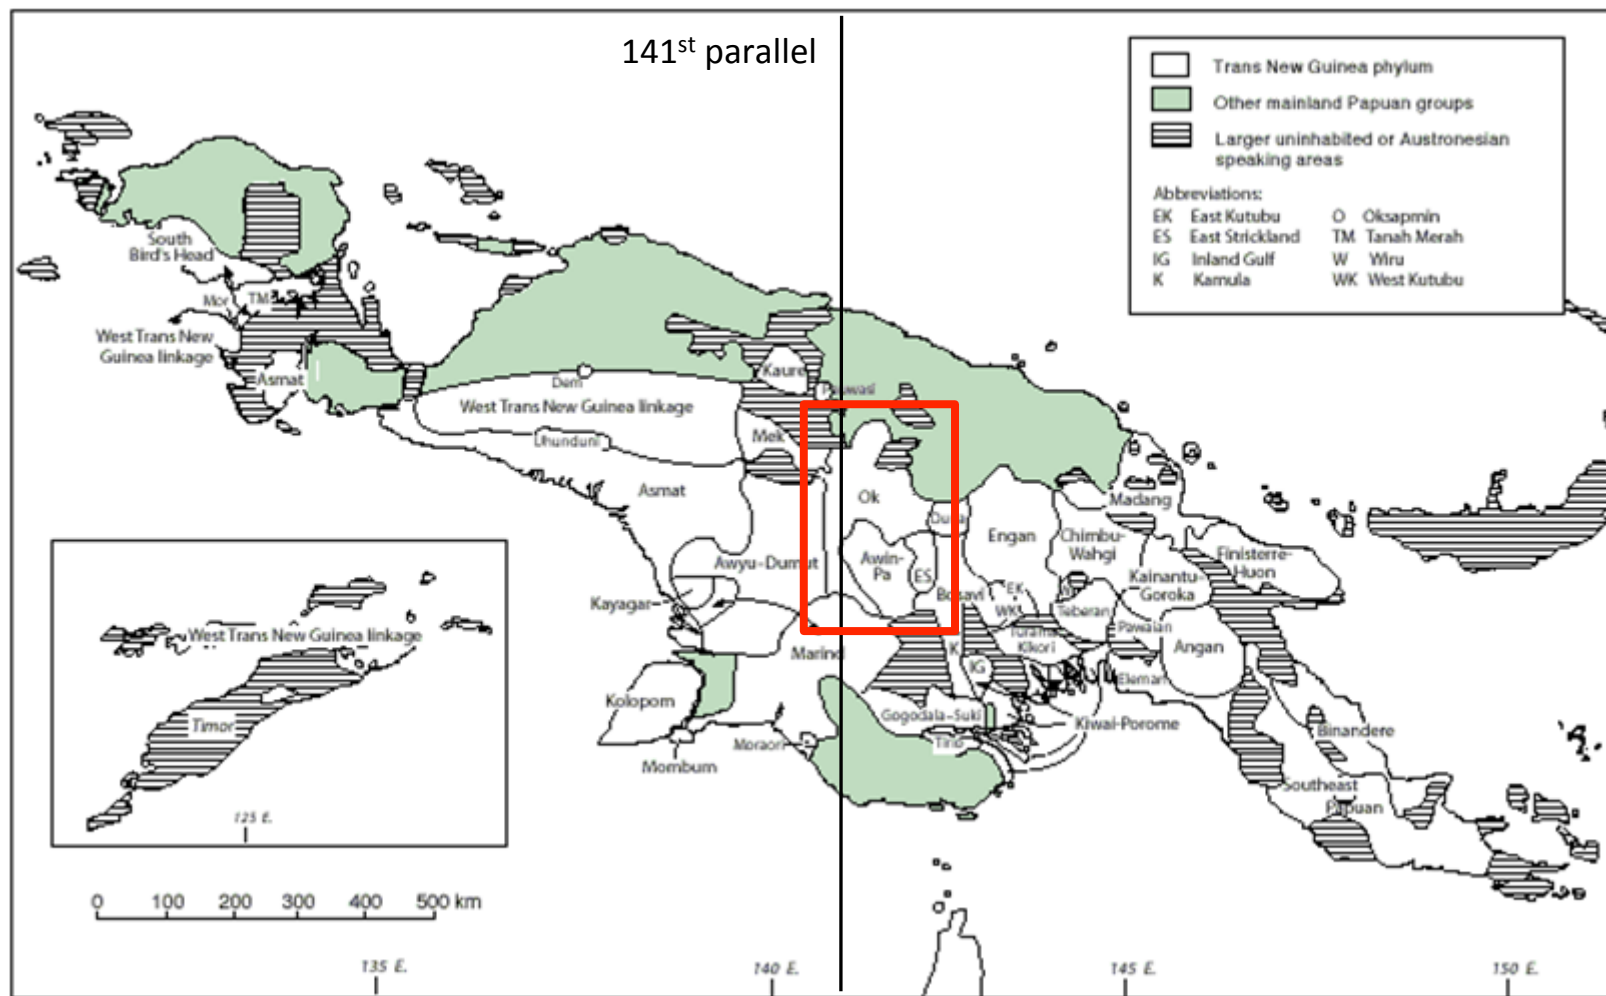 141st parallel
Trans New Guinea phylum
Other mainland Papuan groups
Larger uninhabited or Austronesian
speaking areas
Abbreviations:
EK East Kutubu
O Oksapmin
ES East Strickland
TM Tanah Merah
IG Inland Gulf
W Wiru
K Kamula
WK West Kutubu
South
Bird's Head
Mor
TM
West Trans New
Guinea linkage
Asmat
Dem
West Trans New Guinea linkage
Dhunduni
Kaure
Mek
Asmat
Ok
Awyu-Dumut
Awin-
Pa
ES
Engan
Chimbu-
Wahgi
Madang
Finisterre-
Huon
Kainantu-
Goroka
Kayagar
EK
WK
Teberan
Pawaian
Angan
Marind
K
IG
Kikori
Eleman
Kolopom
Gogodala-Suki
Kiwai-Porome
Moraori
Tirio
Mombum
Binandere
Southeast
Papuan
West Trans New Guinea linkage
Timor
125 E.
0 100 200 300 400 500 km
135 E.
140 E.
145 E.
150 E.